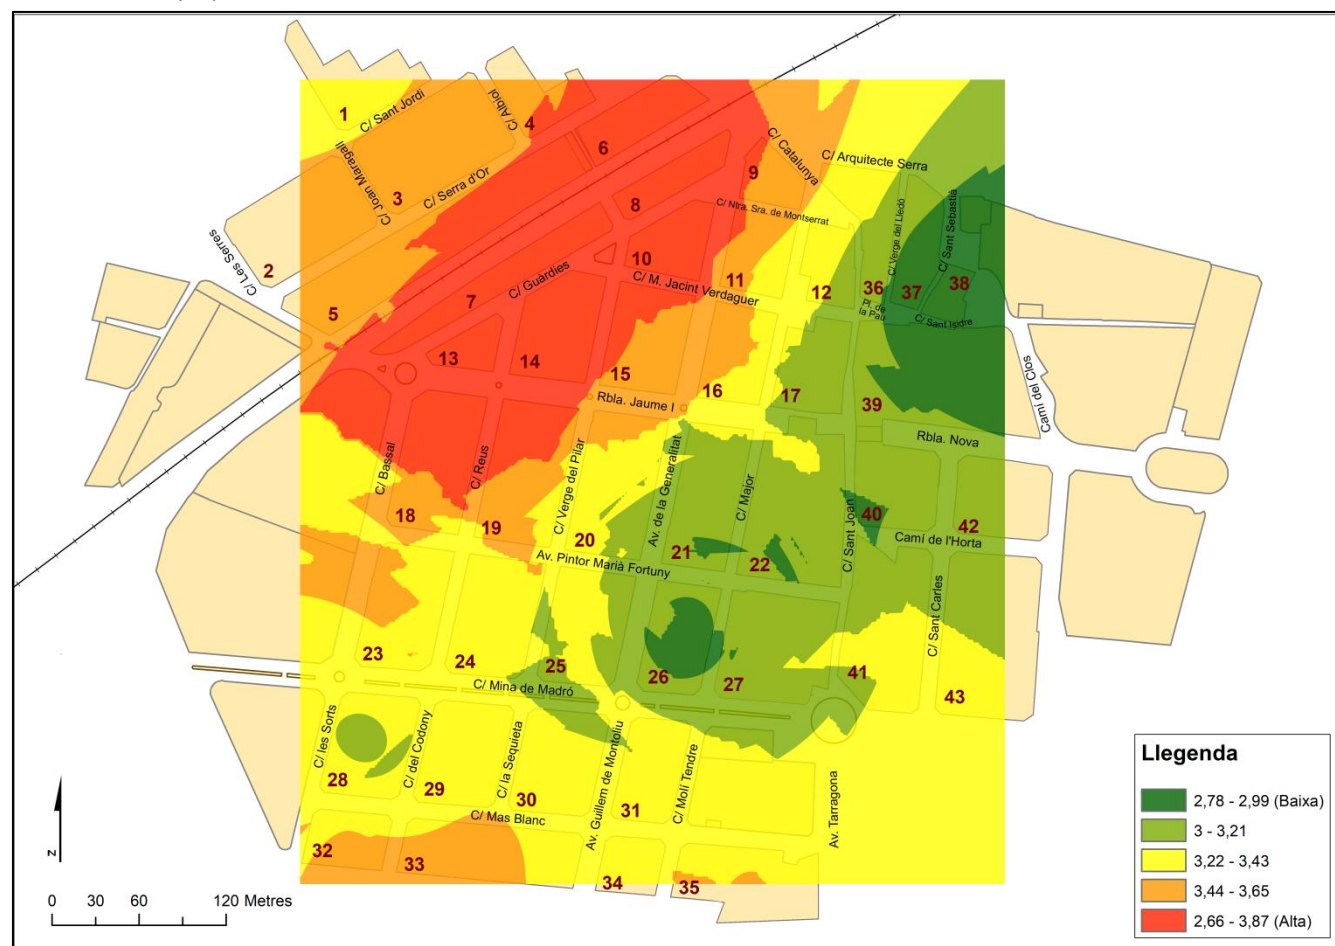 1
C/ Sant Jordi
C/ Albiol
4
6
C/ Joan Maragall
3
C/ Serra d'Or
C/ Les Serres
2
5
C/ Catalunya
9
C/ Arquitecte Serra
8
C/ Ntra. Sra. de Montserrat
C/ Verge del Lledó
C/ Sant Sebastià
10
C/ M. Jacint Verdaguer
11
12
36
Pl. de
la Pau
37
38
C/ Sant Isidre
7
C/ Guàrdies
13
14
15
Rbla. Jaume I
16
17
39
Rbla. Nova
Camí del Clos
C/ Bassal
C/ Reus
C/ Verge del Pilar
Av. de la Generalitat
C/ Major
C/ Sant Joan
18
19
20
21
22
40
42
Camí de l'Horta
Av. Pintor Marià Fortuny
C/ Sant Carles
23
24
25
26
27
41
43
C/ Mina de Madró
C/ les Sorts
C/ del Codony
C/ la Sequieta
Av. Guillem de Montoliu
C/ Molí Tendre
Av. Tarragona
28
29
30
31
C/ Mas Blanc
32
33
34
35
z
0 30 60 120 Metres
Llegenda
2,78 - 2,99 (Baixa)
3 - 3,21
3,22 - 3,43
3,44 - 3,65
2,66 - 3,87 (Alta)